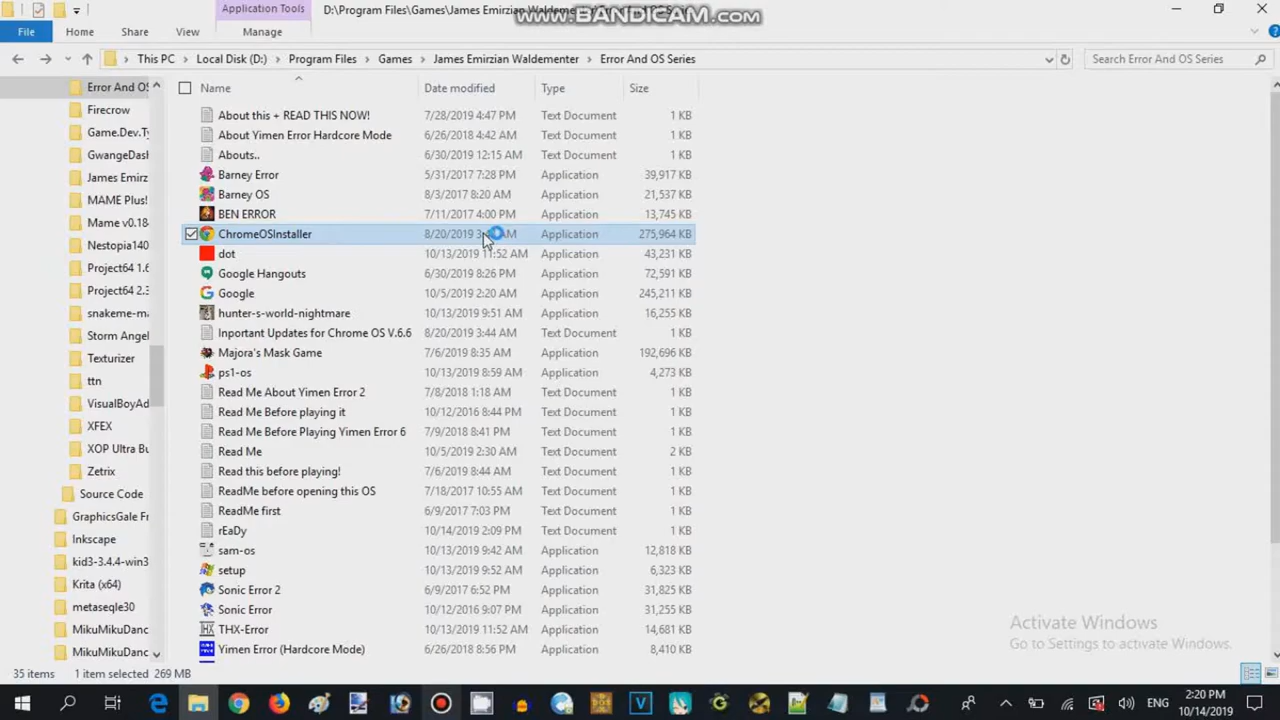 Application Tools
D:\Program Files\Games\James Emirzian Waldementer\Error And OS Series
www.BANDICAM.com
File
Home
Share
View
Manage
This PC
Local Disk (D:)
Program Files
Games
James Emirzian Waldementer
Error And OS Series
Search Error And OS Series
Name
Date modified
Type
Size
Error And OS
Firecrow
Game.Dev.Ty
GwangeDash
James Emirz
MAME Plus!
Mame v0.18
Nestopia140
Project64 1.6
Project64 2.3
snakeme-ma
Storm Angel
Texturizer
ttn
VisualBoyAd
XFEX
XOP Ultra Bu
Zetrix
Source Code
GraphicsGale Fr
Inkscape
kid3-3.4.4-win3
Krita (x64)
metaseqle30
MikuMikuDanc
MikuMikuDanc
About this + READ THIS NOW! 7/28/2019 4:47 PM Text Document 1 KB
About Yimen Error Hardcore Mode 6/26/2018 4:42 AM Text Document 1 KB
Abouts.. 6/30/2019 12:15 AM Text Document 1 KB
Barney Error 5/31/2017 7:28 PM Application 39,917 KB
Barney OS 8/3/2017 8:20 AM Application 21,537 KB
BEN ERROR 7/11/2017 4:00 PM Application 13,745 KB
ChromeOSInstaller 8/20/2019 3: AM Application 275,964 KB
dot 10/13/2019 11:52 AM Application 43,231 KB
Google Hangouts 6/30/2019 8:26 PM Application 72,591 KB
Google 10/5/2019 2:20 AM Application 245,211 KB
hunter-s-world-nightmare 10/13/2019 9:51 AM Application 16,255 KB
Inportant Updates for Chrome OS V.6.6 8/20/2019 3:44 AM Text Document 1 KB
Majora's Mask Game 7/6/2019 8:35 AM Application 192,696 KB
ps1-os 10/13/2019 8:59 AM Application 4,273 KB
Read Me About Yimen Error 2 7/8/2018 1:18 AM Text Document 1 KB
Read Me Before playing it 10/12/2016 8:44 PM Text Document 1 KB
Read Me Before Playing Yimen Error 6 7/9/2018 8:41 PM Text Document 1 KB
Read Me 10/5/2019 2:30 AM Text Document 2 KB
Read this before playing! 7/6/2019 8:44 AM Text Document 1 KB
ReadMe before opening this OS 7/18/2017 10:55 AM Text Document 1 KB
ReadMe first 6/9/2017 7:03 PM Text Document 1 KB
rEaDy 10/14/2019 2:09 PM Text Document 1 KB
sam-os 10/13/2019 9:42 AM Application 12,818 KB
setup 10/13/2019 9:52 AM Application 6,323 KB
Sonic Error 2 6/9/2017 6:52 PM Application 31,825 KB
Sonic Error 10/12/2016 9:07 PM Application 31,255 KB
THX-Error 10/13/2019 11:52 AM Application 14,681 KB
Yimen Error (Hardcore Mode) 6/26/2018 8:56 PM Application 8,410 KB
Activate Windows
Go to Settings to activate Windows.
35 items 1 item selected 269 MB
ENG
2:20 PM
10/14/2019